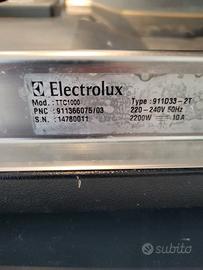 Electrolux
Mod.: TTC1000 Type: 911D33-2T
PNC: 911366075/03 220-240V 50Hz
S.N.: 14780011 2200W 10A
subito